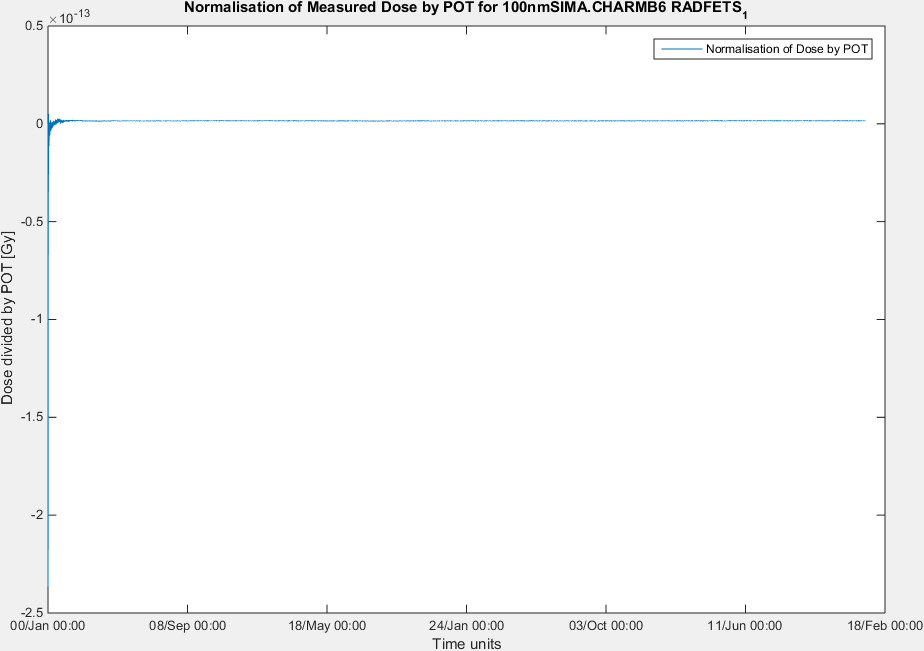 Normalisation of Measured Dose by POT for 100nmSIMA.CHARMB6 RADFETS1
×10-13
0.5
Normalisation of Dose by POT
0
-0.5
-1
-1.5
-2
-2.5
Dose divided by POT [Gy]
00/Jan 00:00 08/Sep 00:00 18/May 00:00 24/Jan 00:00 03/Oct 00:00 11/Jun 00:00 18/Feb 00:00
Time units